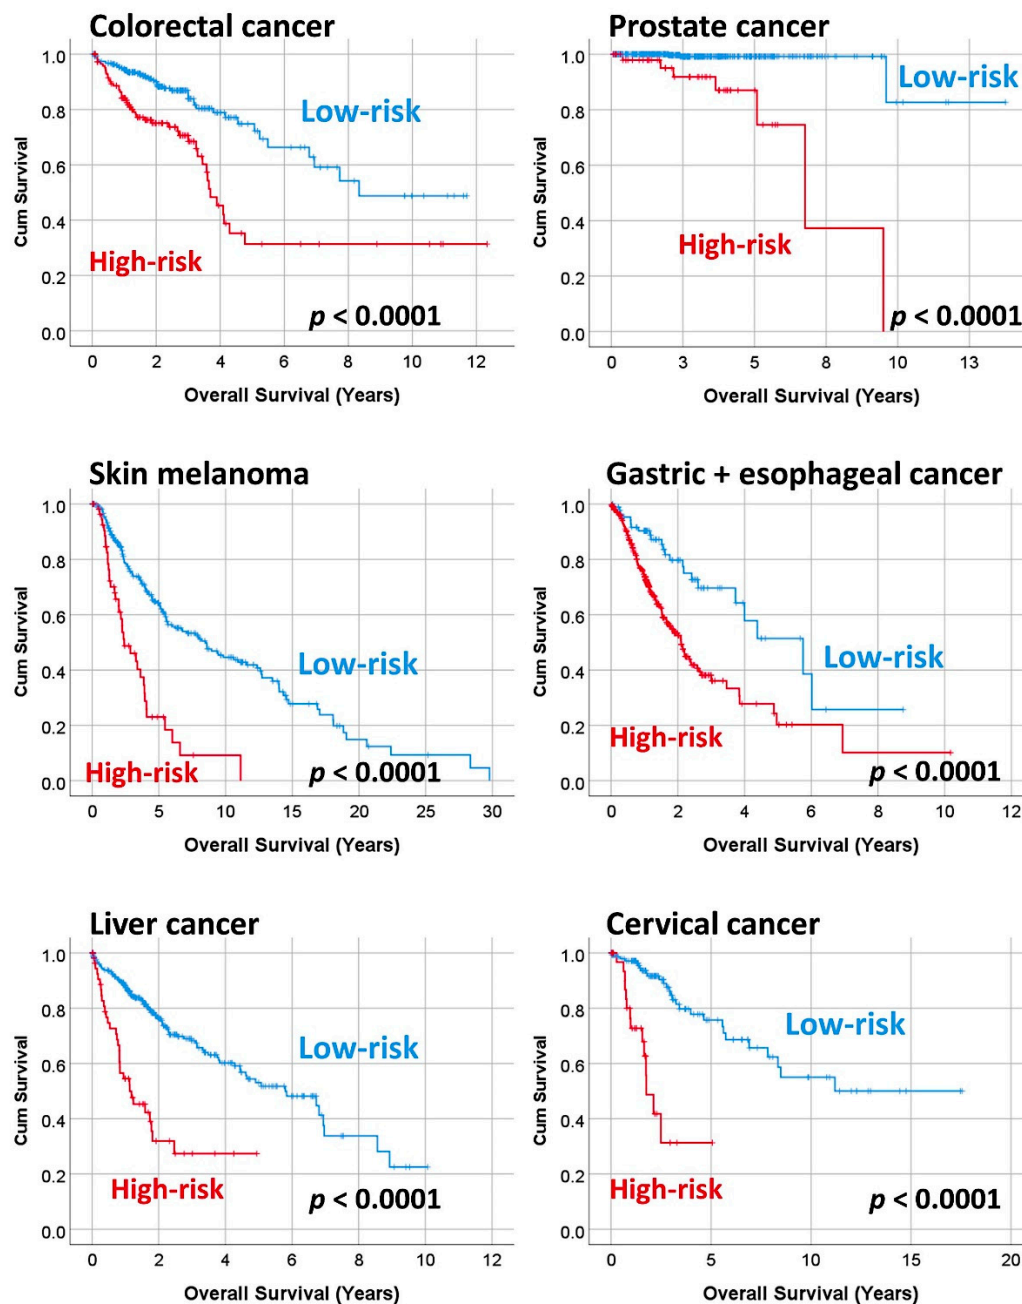 Colorectal cancer
Cum Survival
1.0
0.8
0.6
0.4
0.2
0.0
Low-risk
High-risk
p < 0.0001
0 2 4 6 8 10 12
Overall Survival (Years)
Prostate cancer
Cum Survival
1.0
0.8
0.6
0.4
0.2
0.0
Low-risk
High-risk
p < 0.0001
0 3 5 8 10 13
Overall Survival (Years)
Skin melanoma
Cum Survival
1.0
0.8
0.6
0.4
0.2
0.0
Low-risk
High-risk
p < 0.0001
0 5 10 15 20 25 30
Overall Survival (Years)
Gastric + esophageal cancer
Cum Survival
1.0
0.8
0.6
0.4
0.2
0.0
Low-risk
High-risk
p < 0.0001
0 2 4 6 8 10 12
Overall Survival (Years)
Liver cancer
Cum Survival
1.0
0.8
0.6
0.4
0.2
0.0
Low-risk
High-risk
p < 0.0001
0 2 4 6 8 10 12
Overall Survival (Years)
Cervical cancer
Cum Survival
1.0
0.8
0.6
0.4
0.2
0.0
Low-risk
High-risk
p < 0.0001
0 5 10 15 20
Overall Survival (Years)